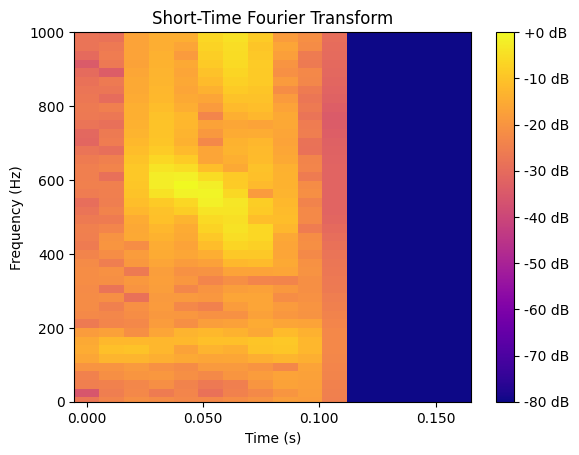 Short-Time Fourier Transform
1000
800
600
400
200
0
Frequency (Hz)
0.000
0.050
0.100
0.150
Time (s)
+0 dB
-10 dB
-20 dB
-30 dB
-40 dB
-50 dB
-60 dB
-70 dB
-80 dB